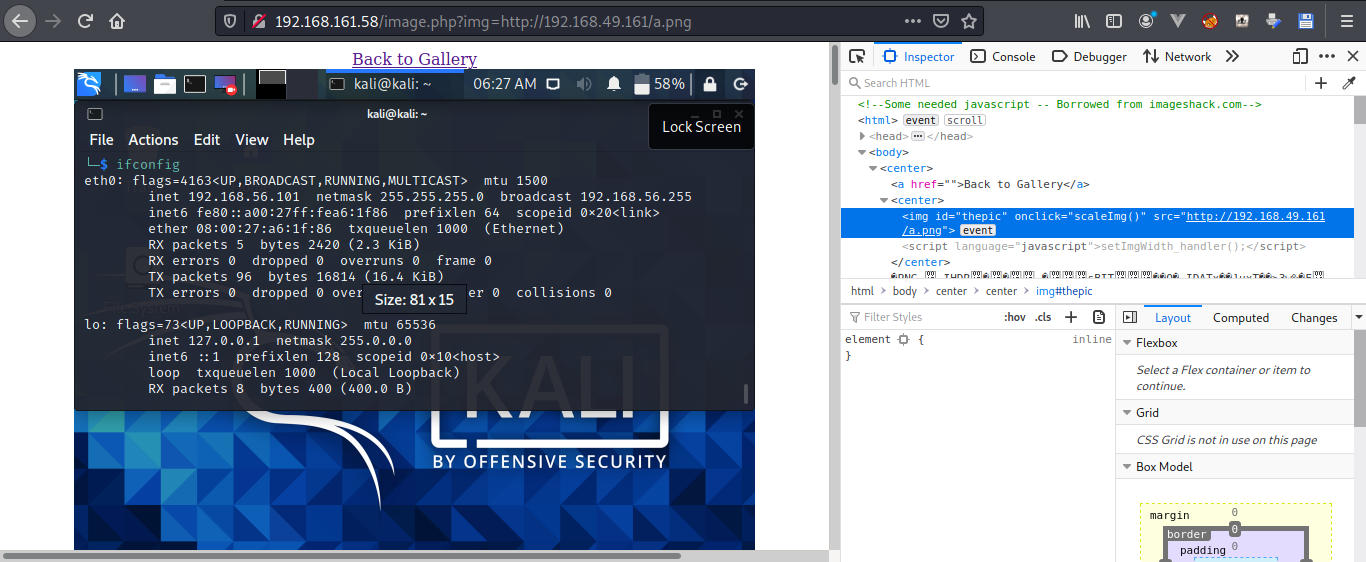 192.168.161.58/image.php?img=http://192.168.49.161/a.png
Back to Gallery
kali@kali: ~
06:27 AM
58%
kali@kali: ~
Lock Screen
File Actions Edit View Help
└─$ ifconfig
eth0: flags=4163<UP,BROADCAST,RUNNING,MULTICAST> mtu 1500
inet 192.168.56.101 netmask 255.255.255.0 broadcast 192.168.56.255
inet6 fe80::a00:27ff:fea6:1f86 prefixlen 64 scopeid 0×20<link>
ether 08:00:27:a6:1f:86 txqueuelen 1000 (Ethernet)
RX packets 5 bytes 2420 (2.3 KiB)
RX errors 0 dropped 0 overruns 0 frame 0
TX packets 96 bytes 16814 (16.4 KiB)
TX errors 0 dropped 0 over er 0 collisions 0
Size: 81 x 15
lo: flags=73<UP,LOOPBACK,RUNNING> mtu 65536
inet 127.0.0.1 netmask 255.0.0.0
inet6 ::1 prefixlen 128 scopeid 0×10<host>
loop txqueuelen 1000 (Local Loopback)
RX packets 8 bytes 400 (400.0 B)
KALI
BY OFFENSIVE SECURITY
Inspector Console Debugger Network
Search HTML
<!--Some needed javascript -- Borrowed from imageshack.com-->
<html> event scroll
<head> ••• </head>
<body>
<center>
<a href="">Back to Gallery</a>
<center>
<img id="thepic" onclick="scaleImg()" src="http://192.168.49.161
/a.png"> event
<script language="javascript">setImgWidth_handler();</script>
</center>
html body center center img#thepic
Filter Styles
:hov .cls
element {
inline
}
Layout Computed Changes
Flexbox
Select a Flex container or item to
continue.
Grid
CSS Grid is not in use on this page
Box Model
margin 0
border 0
padding 0